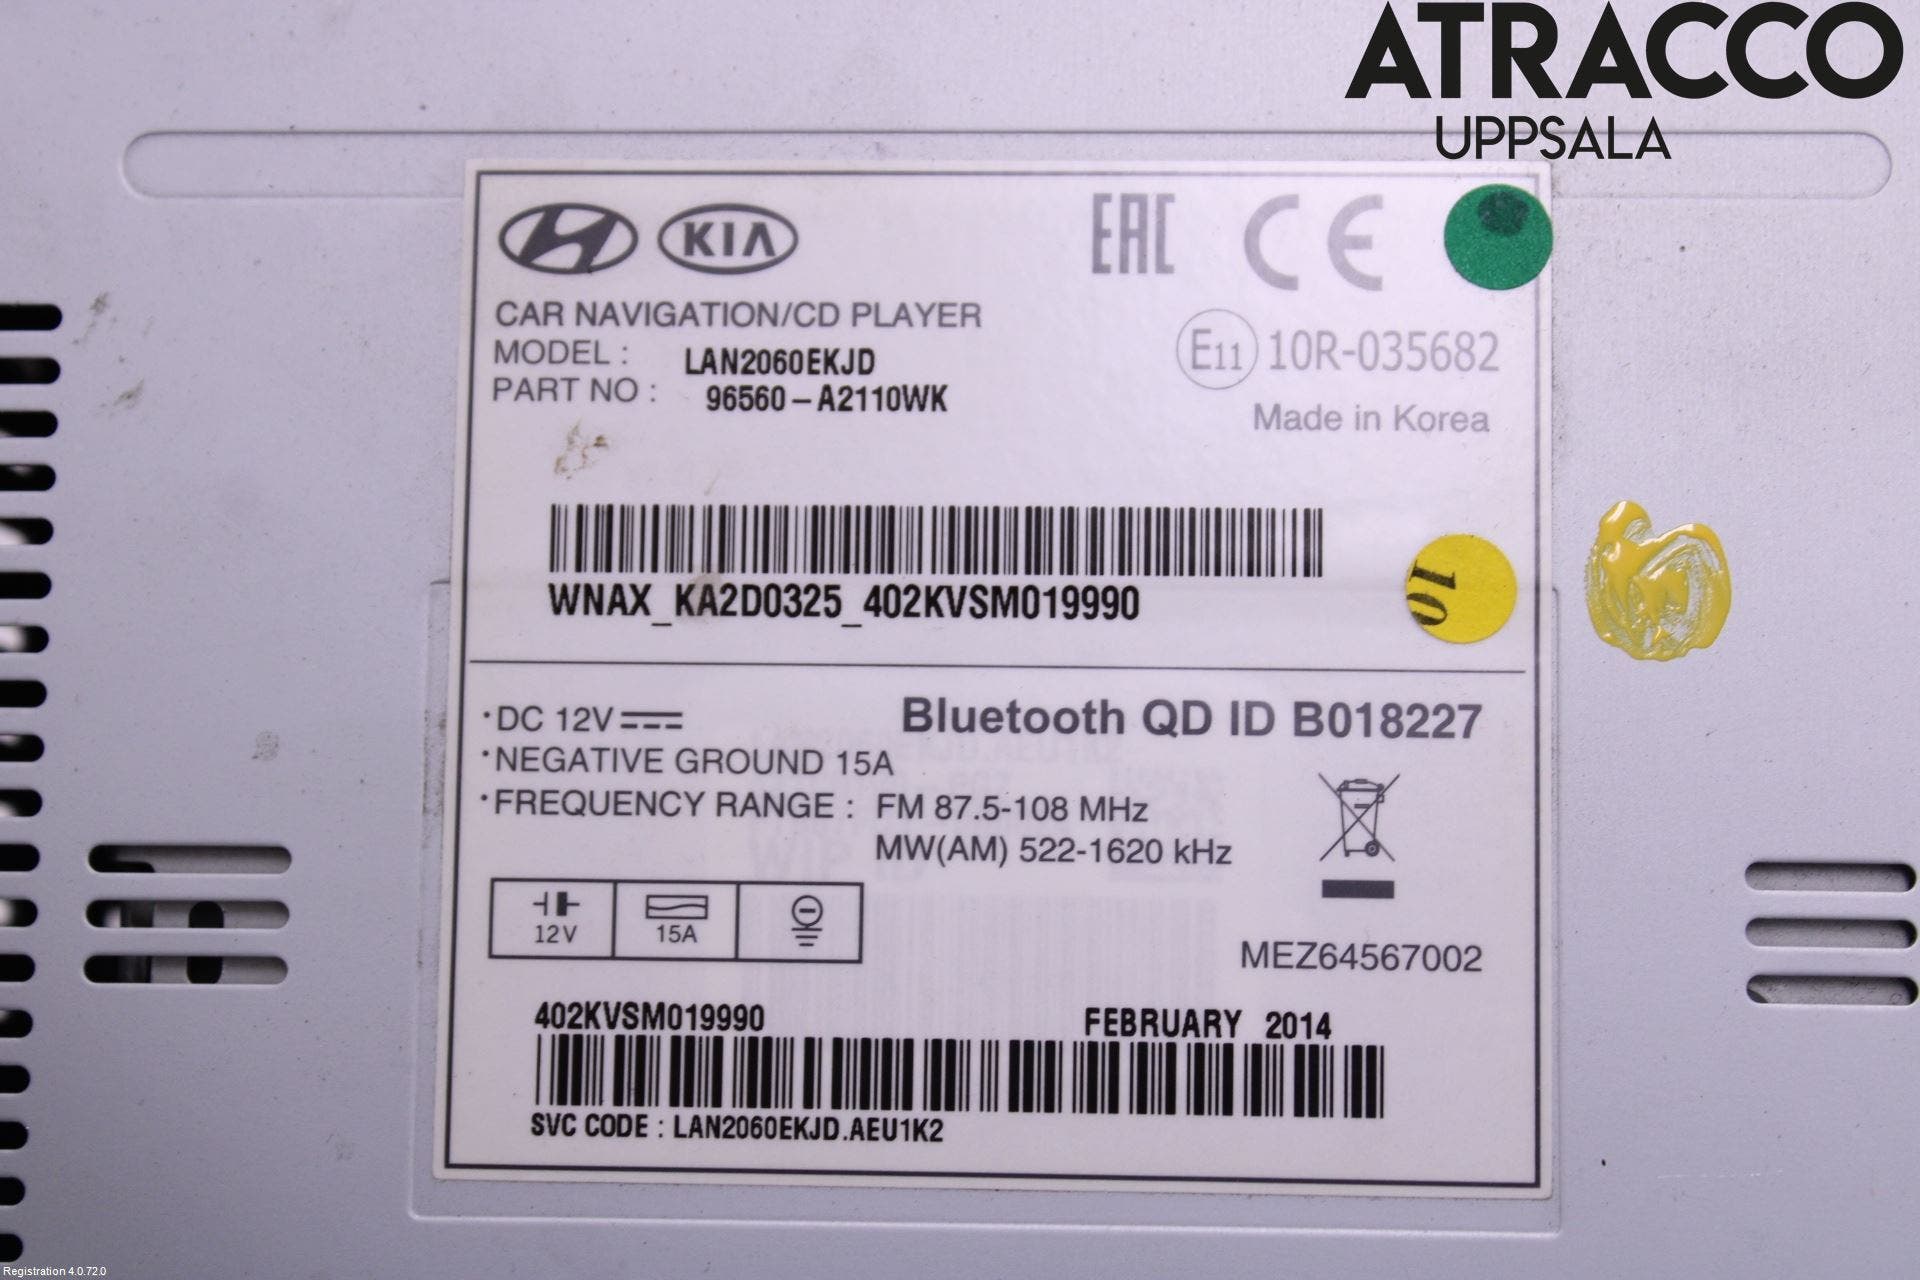 ATRACCO
UPPSALA
KIA
EAC CE
CAR NAVIGATION/CD PLAYER
MODEL : LAN2060EKJD
PART NO : 96560-A2110WK
E11 10R-035682
Made in Korea
WNAX_KA2D0325_402KVSM019990
10
·DC 12V
Bluetooth QD ID B018227
·NEGATIVE GROUND 15A
·FREQUENCY RANGE : FM 87.5-108 MHz
MW(AM) 522-1620 kHz
12V 15A
MEZ64567002
402KVSM019990
FEBRUARY 2014
SVC CODE : LAN2060EKJD.AEU1K2
Registration 4.0.72.0